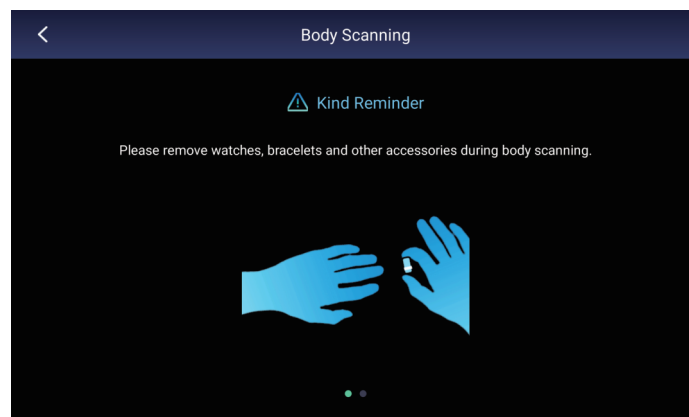 Body Scanning
Kind Reminder
Please remove watches, bracelets and other accessories during body scanning.